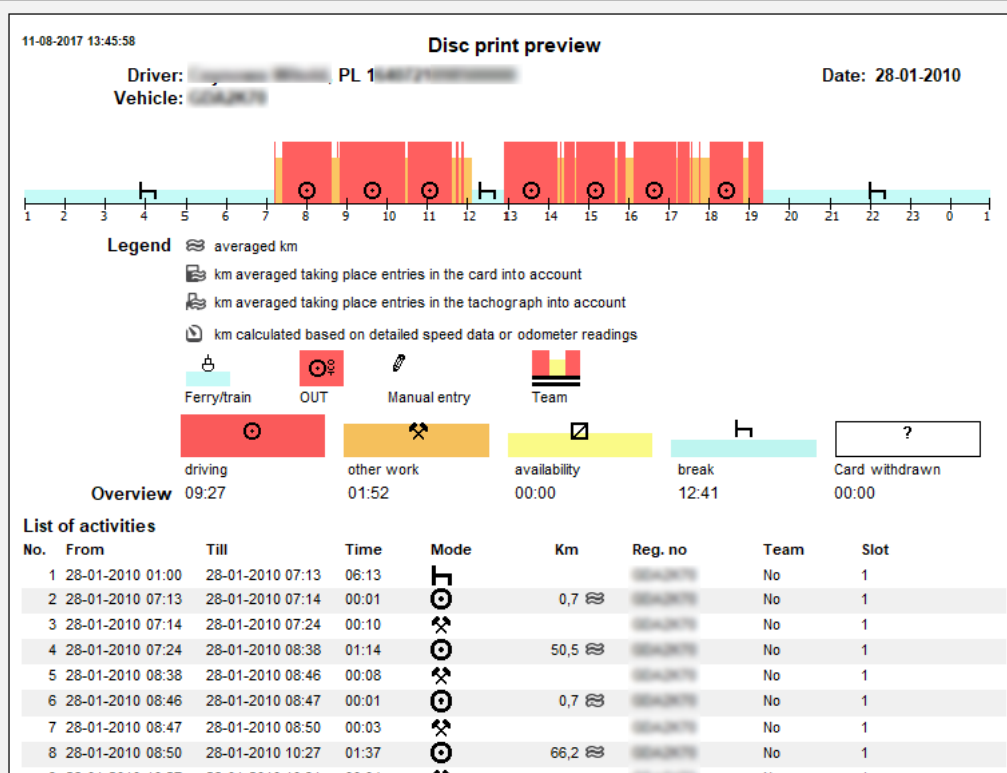 11-08-2017 13:45:58
Disc print preview
Driver: PL 1
Date: 28-01-2010
Vehicle:
1 2 3 4 5 6 7 8 9 10 11 12 13 14 15 16 17 18 19 20 21 22 23 0 1
Legend averaged km
km averaged taking place entries in the card into account
km averaged taking place entries in the tachograph into account
km calculated based on detailed speed data or odometer readings
Ferry/train OUT Manual entry Team
?
driving other work availability break Card withdrawn
Overview 09:27 01:52 00:00 12:41 00:00
List of activities
No. From Till Time Mode Km Reg. no Team Slot
1 28-01-2010 01:00 28-01-2010 07:13 06:13 No 1
2 28-01-2010 07:13 28-01-2010 07:14 00:01 0,7 No 1
3 28-01-2010 07:14 28-01-2010 07:24 00:10 No 1
4 28-01-2010 07:24 28-01-2010 08:38 01:14 50,5 No 1
5 28-01-2010 08:38 28-01-2010 08:46 00:08 No 1
6 28-01-2010 08:46 28-01-2010 08:47 00:01 0,7 No 1
7 28-01-2010 08:47 28-01-2010 08:50 00:03 No 1
8 28-01-2010 08:50 28-01-2010 10:27 01:37 66,2 No 1